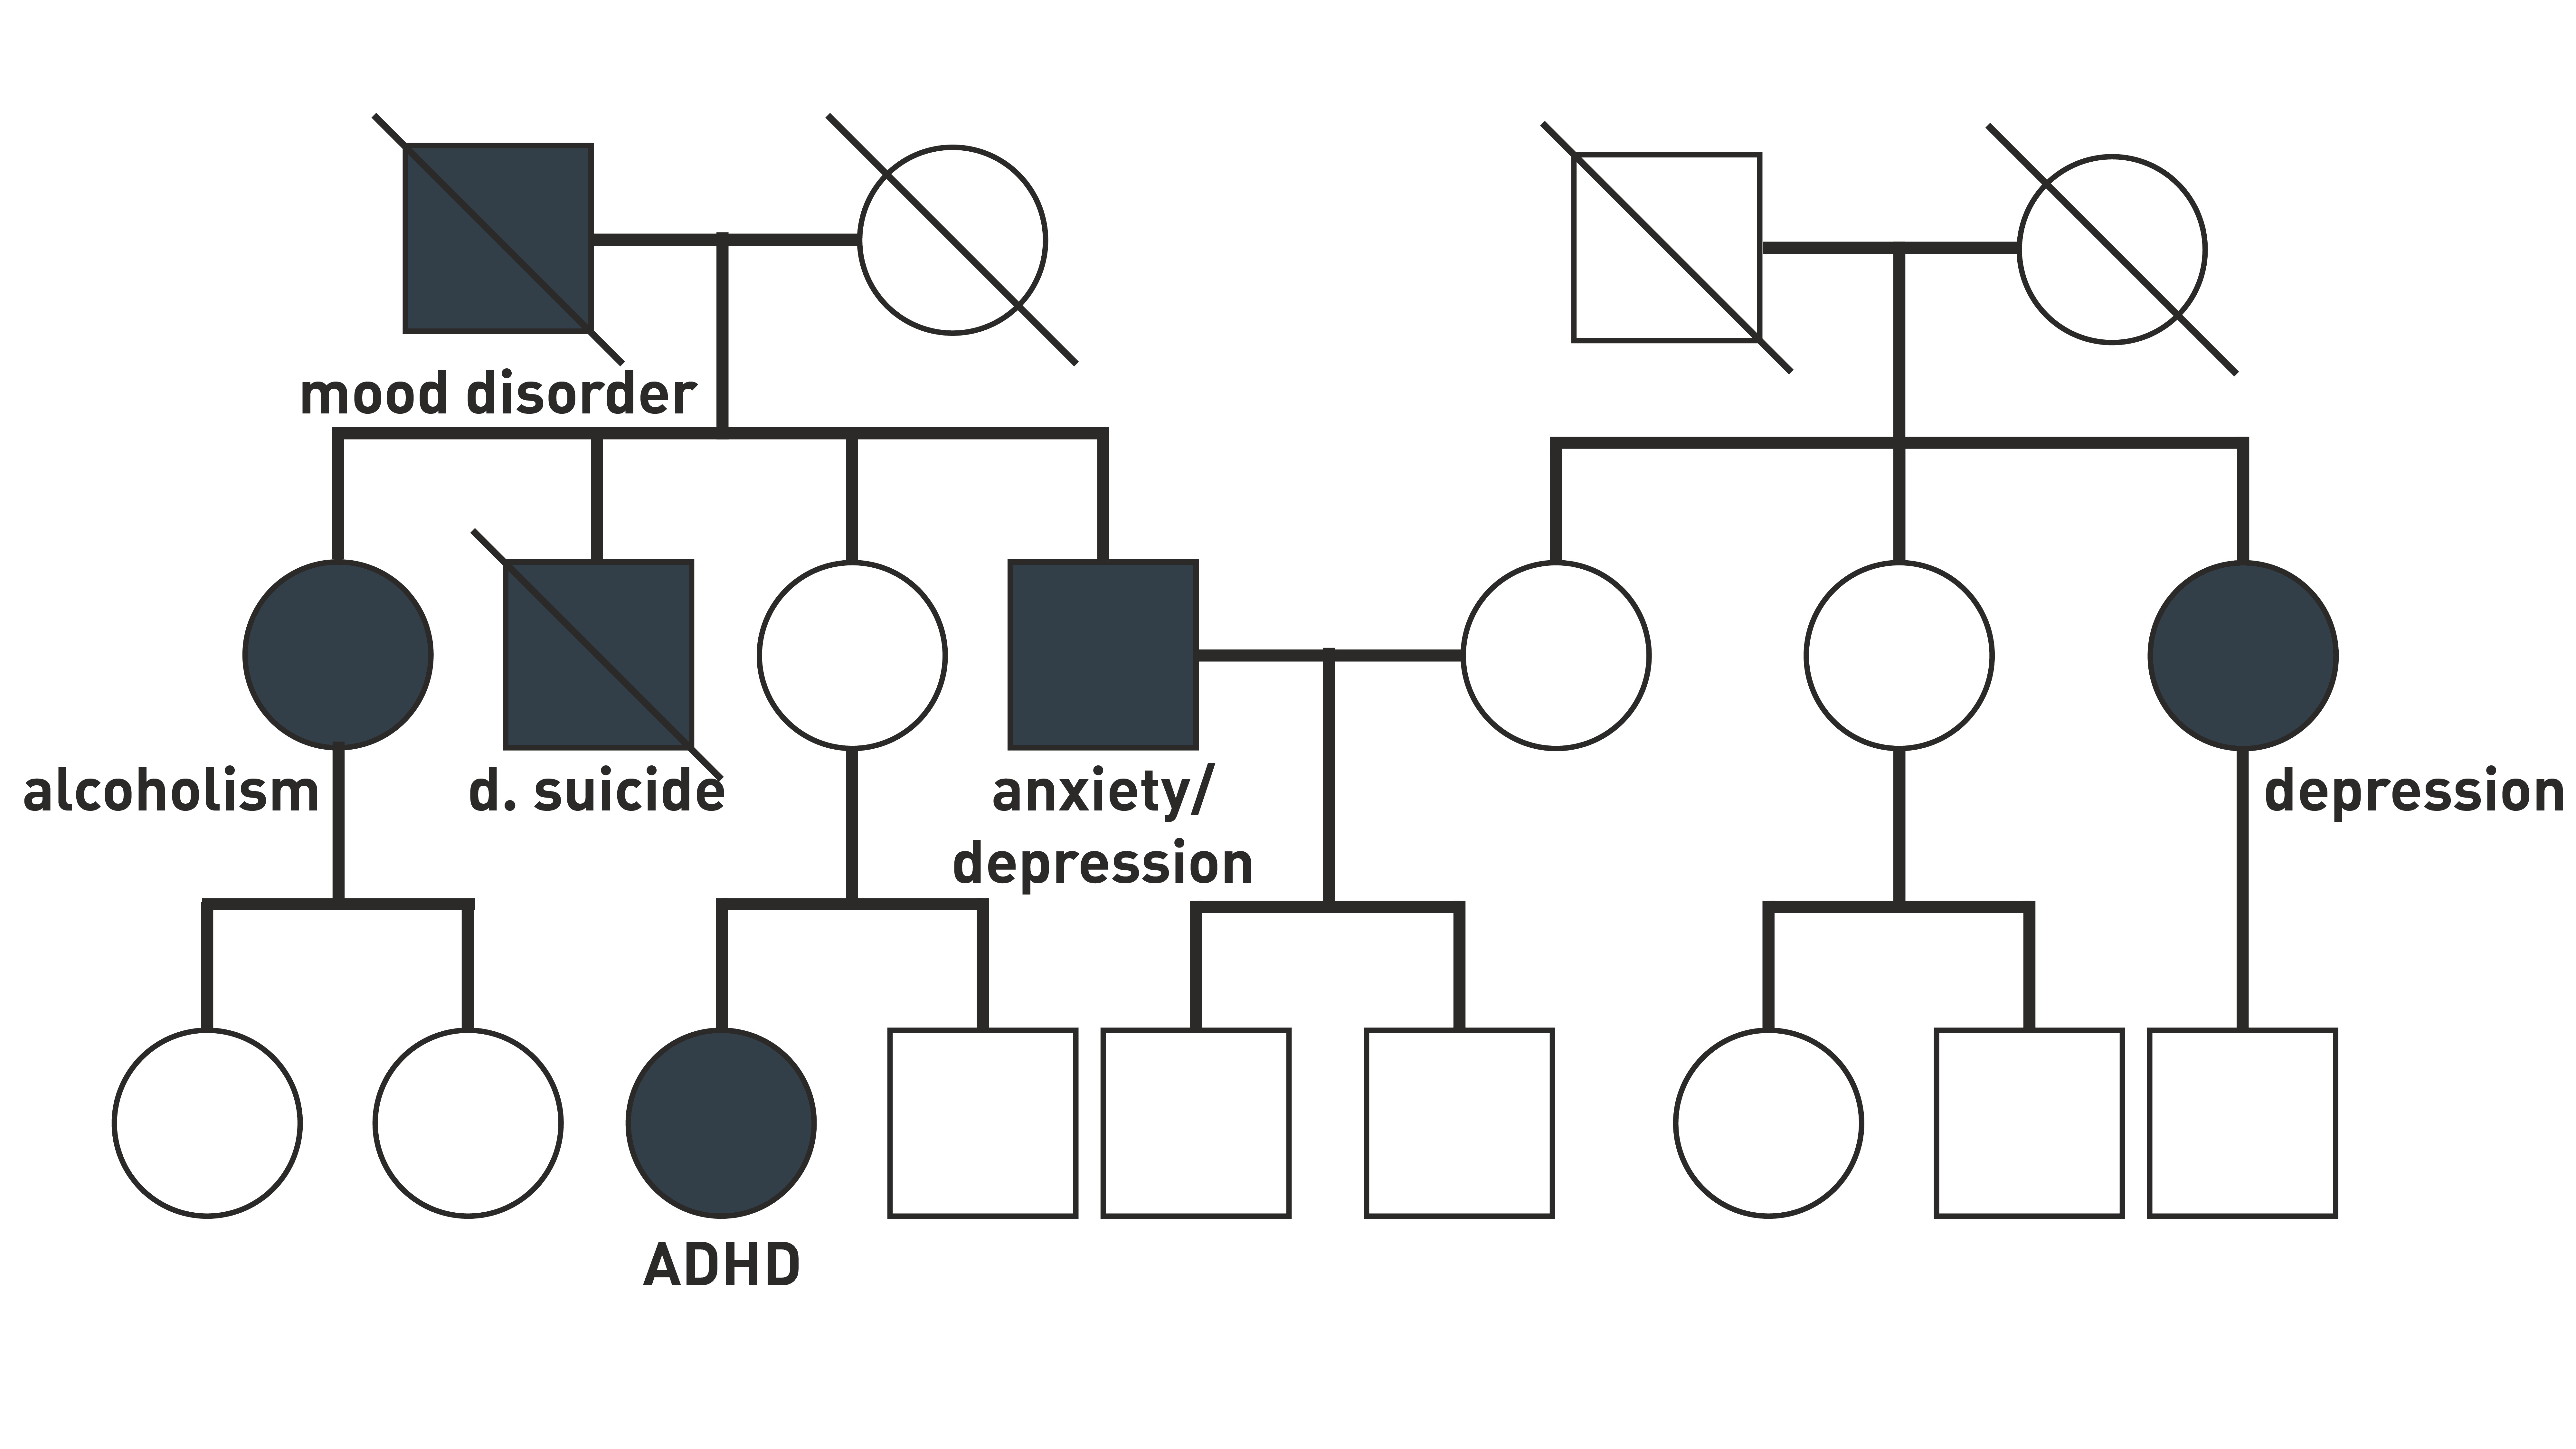 mood disorder
alcoholism
d. suicide
anxiety/
depression
depression
ADHD